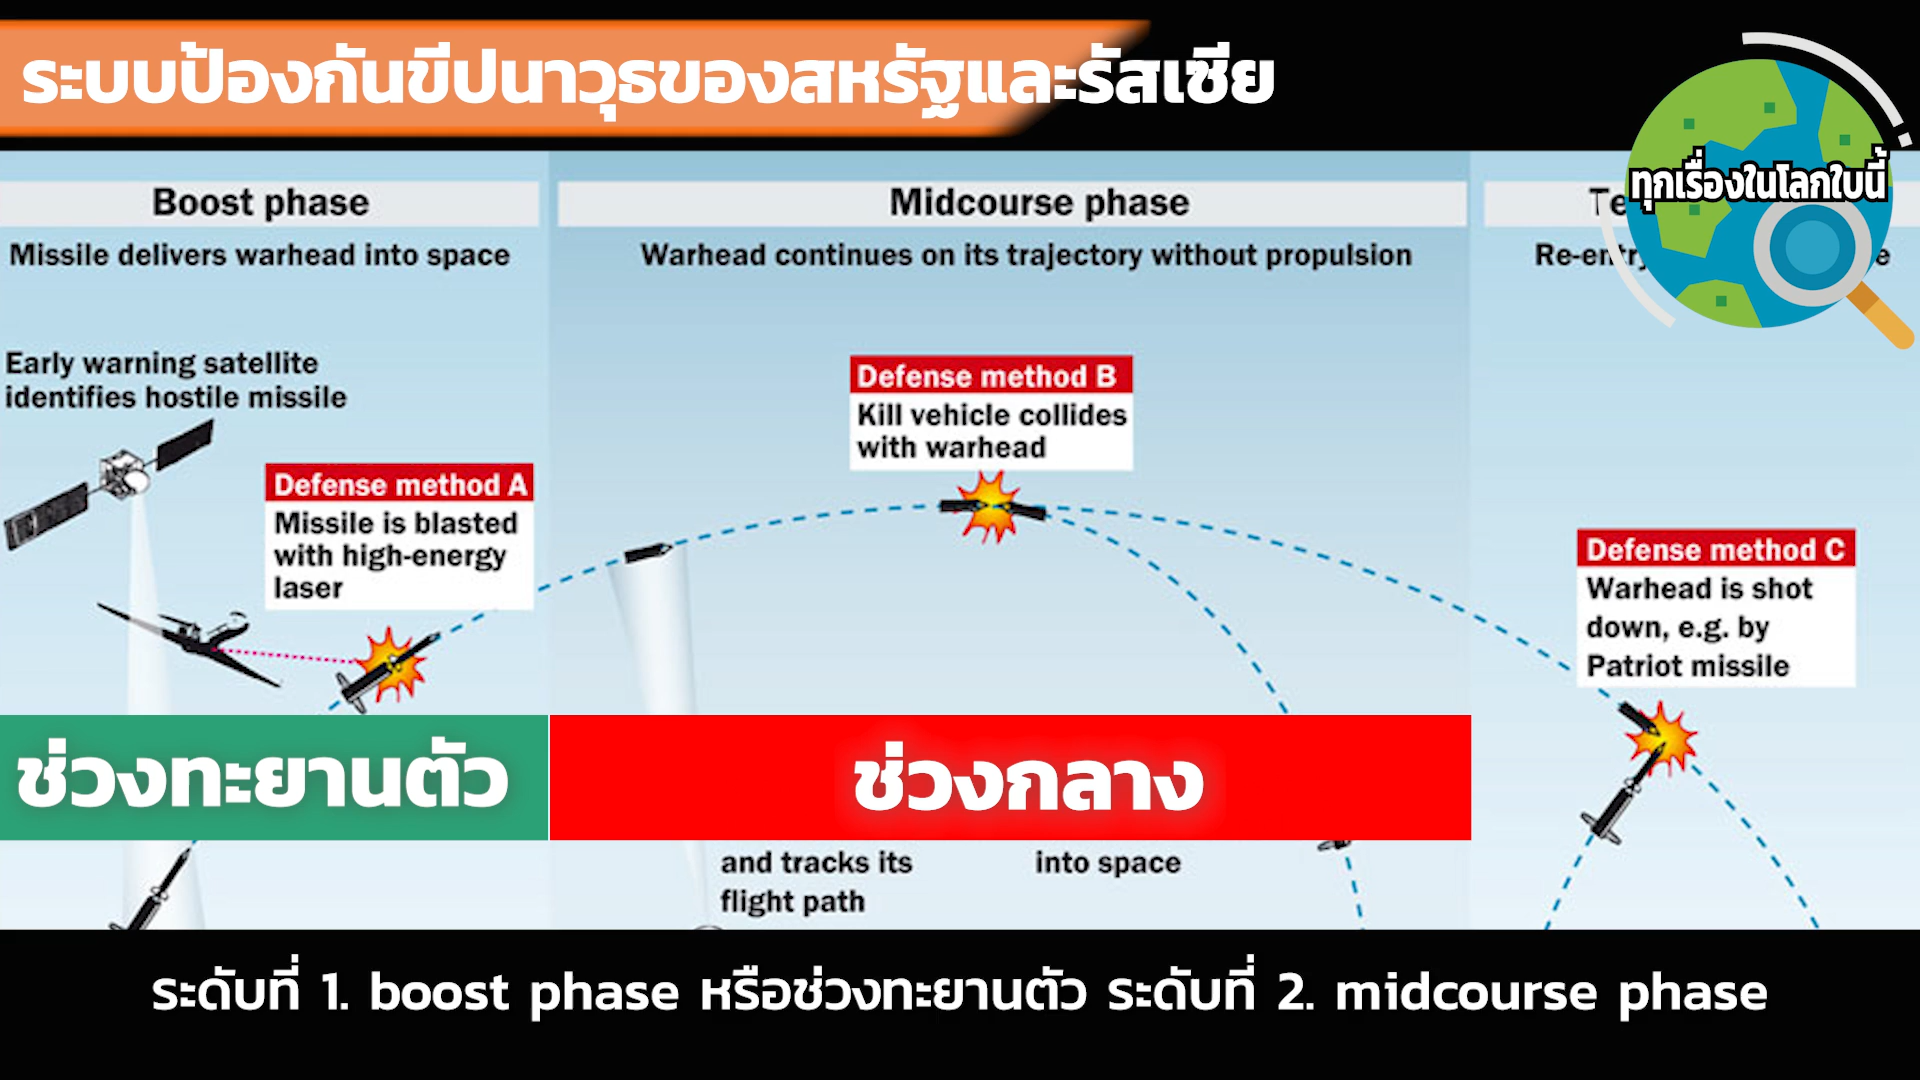 ระบบป้องกันขีปนาวุธของสหรัฐและรัสเซีย
ทุกเรื่องในโลกใบนี้
Boost phase
Missile delivers warhead into space
Early warning satellite
identifies hostile missile
Defense method A
Missile is blasted
with high-energy
laser
Midcourse phase
Warhead continues on its trajectory without propulsion
Defense method B
Kill vehicle collides
with warhead
Re-entry
Defense method C
Warhead is shot
down, e.g. by
Patriot missile
ช่วงทะยานตัว
ช่วงกลาง
and tracks its
flight path
into space
ระดับที่ 1. boost phase หรือช่วงทะยานตัว ระดับที่ 2. midcourse phase